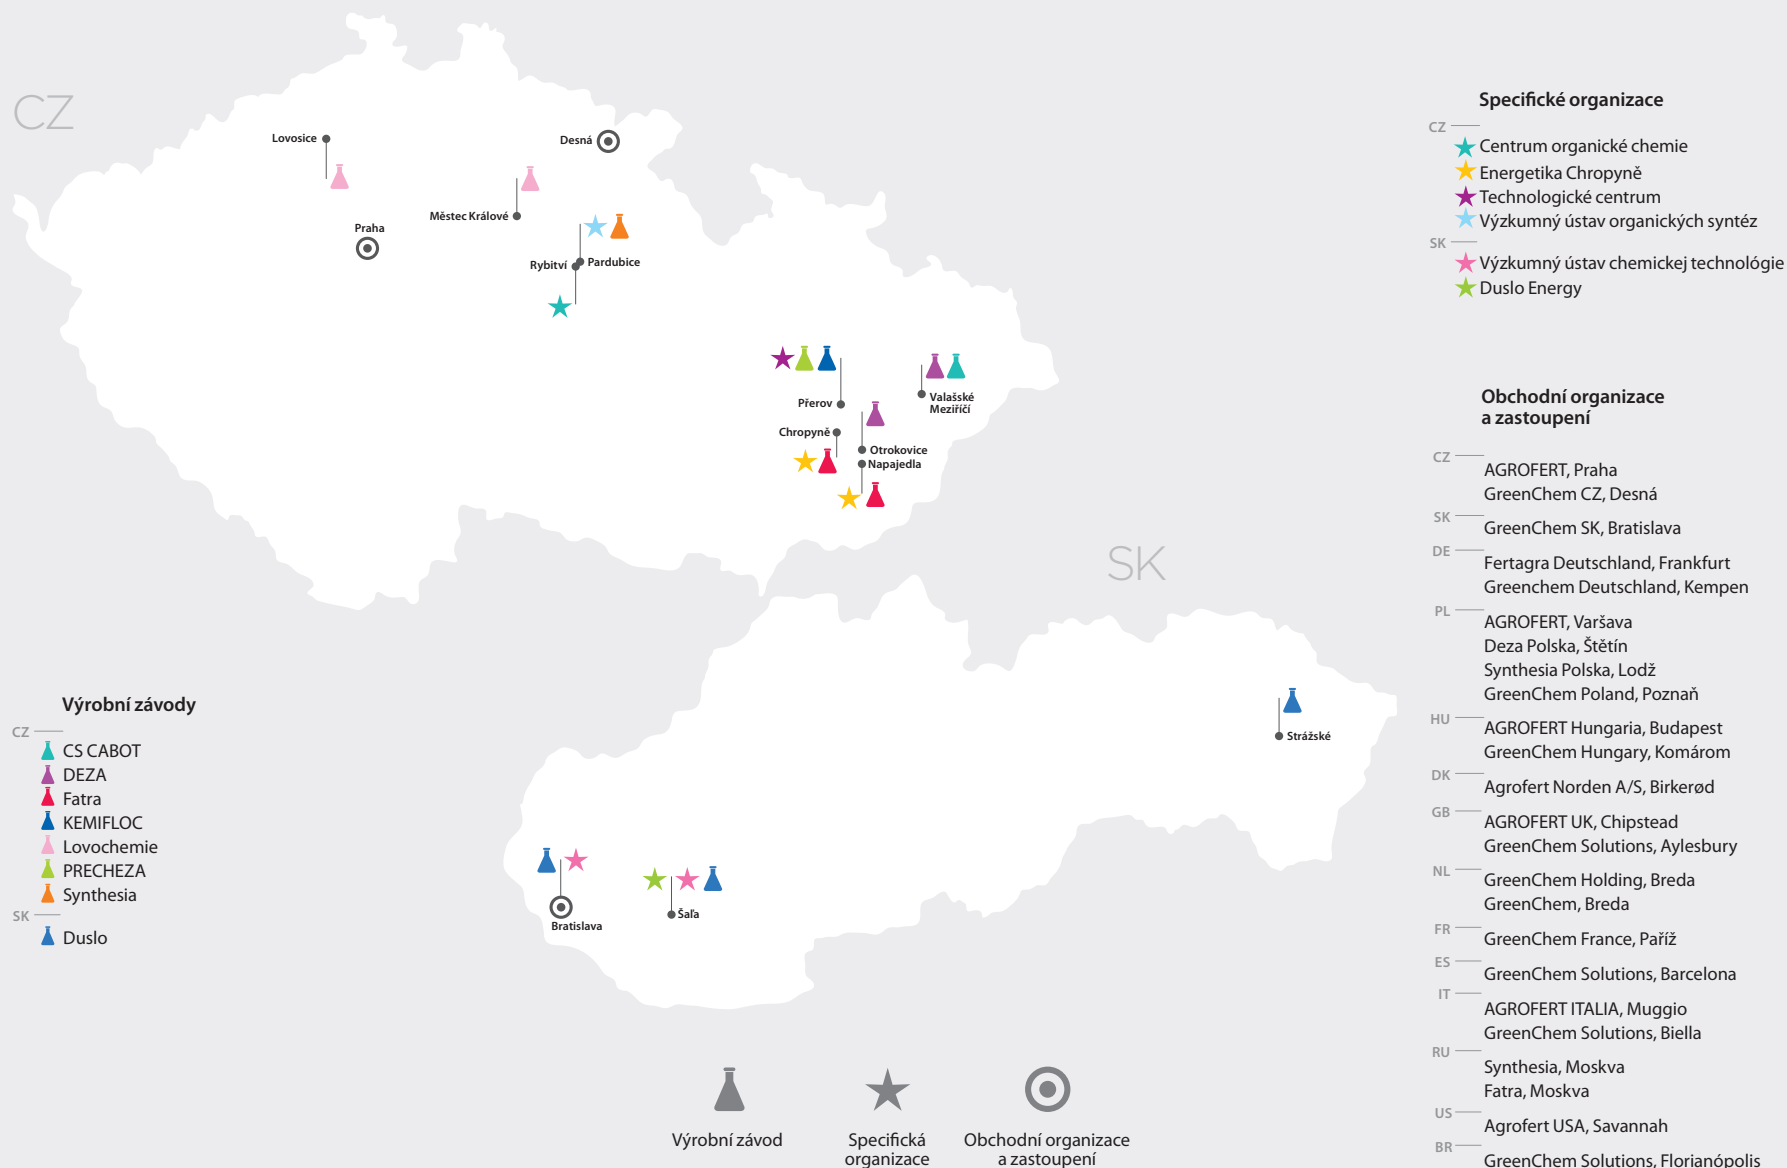 CZ
Lovosice
Desná
Městec Králové
Praha
Rybitví
Pardubice
Přerov
Valašské
Meziříčí
Chropyně
Otrokovice
Napajedla
SK
Strážské
Bratislava
Šaľa
Výrobní závody
CZ
CS CABOT
DEZA
Fatra
KEMIFLOC
Lovochemie
PRECHEZA
Synthesia
SK
Duslo
Výrobní závod
Specifická
organizace
Obchodní organizace
a zastoupení
Specifické organizace
CZ
Centrum organické chemie
Energetika Chropyně
Technologické centrum
Výzkumný ústav organických syntéz
SK
Výzkumný ústav chemickej technológie
Duslo Energy
Obchodní organizace
a zastoupení
CZ
AGROFERT, Praha
GreenChem CZ, Desná
SK
GreenChem SK, Bratislava
DE
Fertagra Deutschland, Frankfurt
Greenchem Deutschland, Kempen
PL
AGROFERT, Varšava
Deza Polska, Štětín
Synthesia Polska, Lodž
GreenChem Poland, Poznaň
HU
AGROFERT Hungaria, Budapest
GreenChem Hungary, Komárom
DK
Agrofert Norden A/S, Birkerød
GB
AGROFERT UK, Chipstead
GreenChem Solutions, Aylesbury
NL
GreenChem Holding, Breda
GreenChem, Breda
FR
GreenChem France, Paříž
ES
GreenChem Solutions, Barcelona
IT
AGROFERT ITALIA, Muggio
GreenChem Solutions, Biella
RU
Synthesia, Moskva
Fatra, Moskva
US
Agrofert USA, Savannah
BR
GreenChem Solutions, Florianópolis